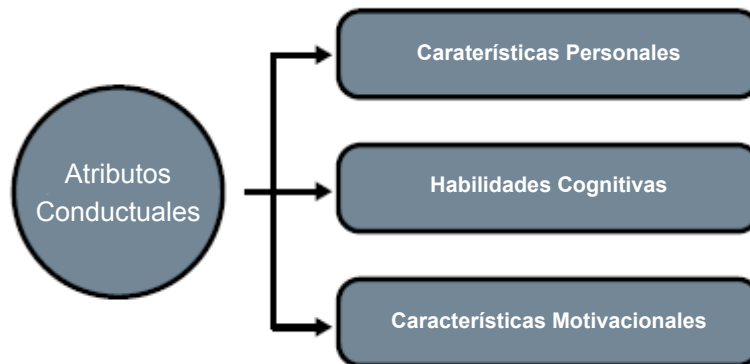 Atributos
Conductuales
Caraterísticas Personales
Habilidades Cognitivas
Características Motivacionales